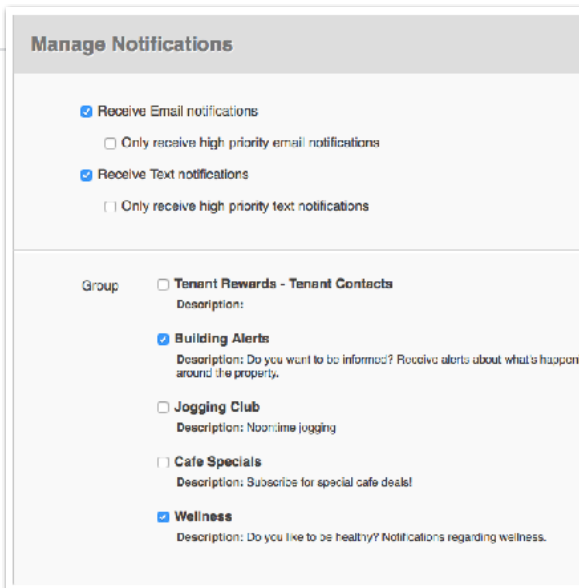 Manage Notifications
Receive Email notifications
Only receive high priority email notifications
Receive Text notifications
Only receive high priority text notifications
Group
Tenant Rewards - Tenant Contacts
Description:
Building Alerts
Description: Do you want to be informed? Receive alerts about what's happeni
around the property.
Jogging Club
Description: Noontime jogging
Cafe Specials
Description: Subscribe for special cafe deals!
Wellness
Description: Do you like to be healthy? Notifications regarding wellness.